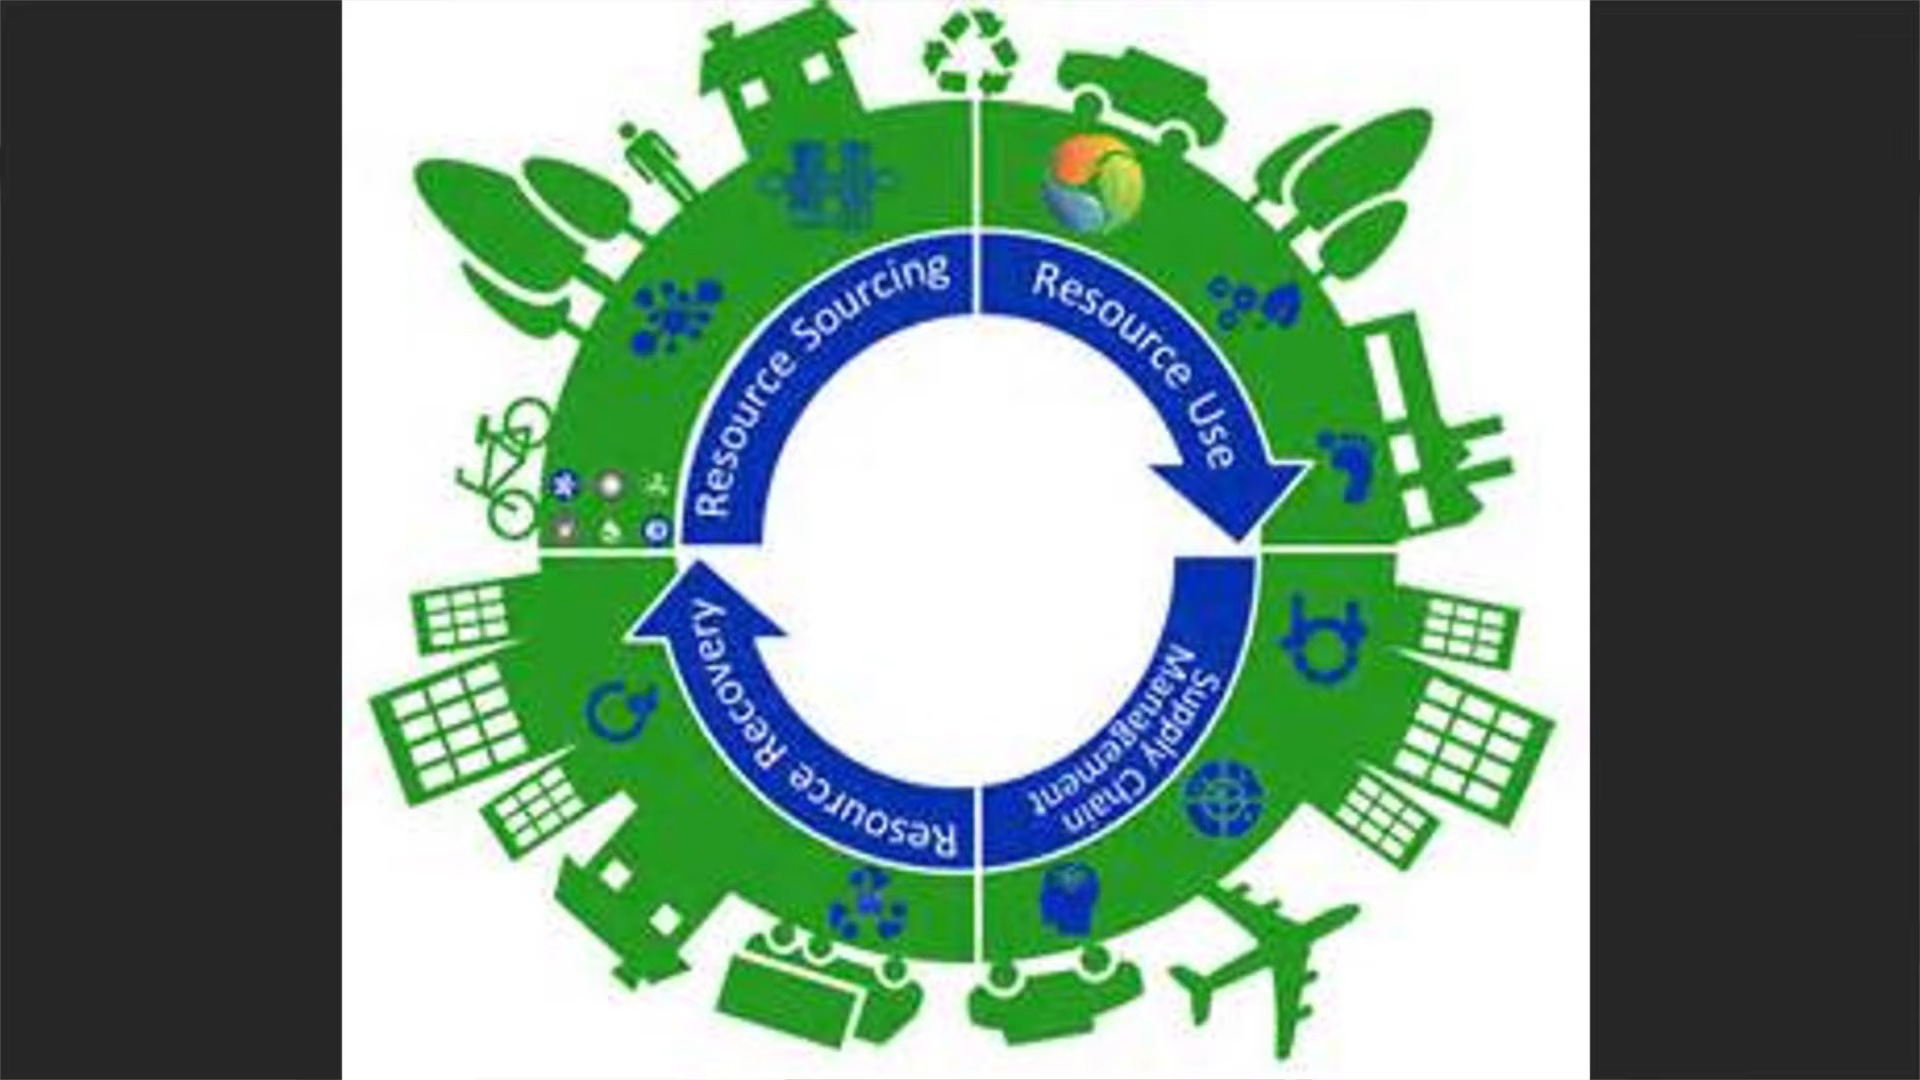 Resource Sourcing
Resource Use
Supply Chain
Management
Resource Recovery